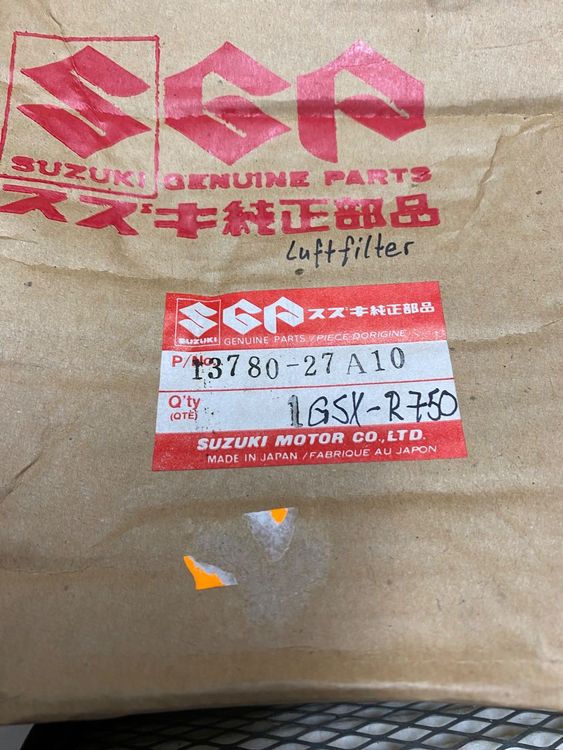 SGP
SUZUKI GENUINE PARTS
スズキ純正部品
Luftfilter
SUZUKI SGP スズキ純正部品
GENUINE PARTS / PIECE D'ORIGINE
P/No. 13780-27A10
Q'ty (QTÉ) 1 GSX-R750
SUZUKI MOTOR CO.,LTD.
MADE IN JAPAN / FABRIQUÉ AU JAPON